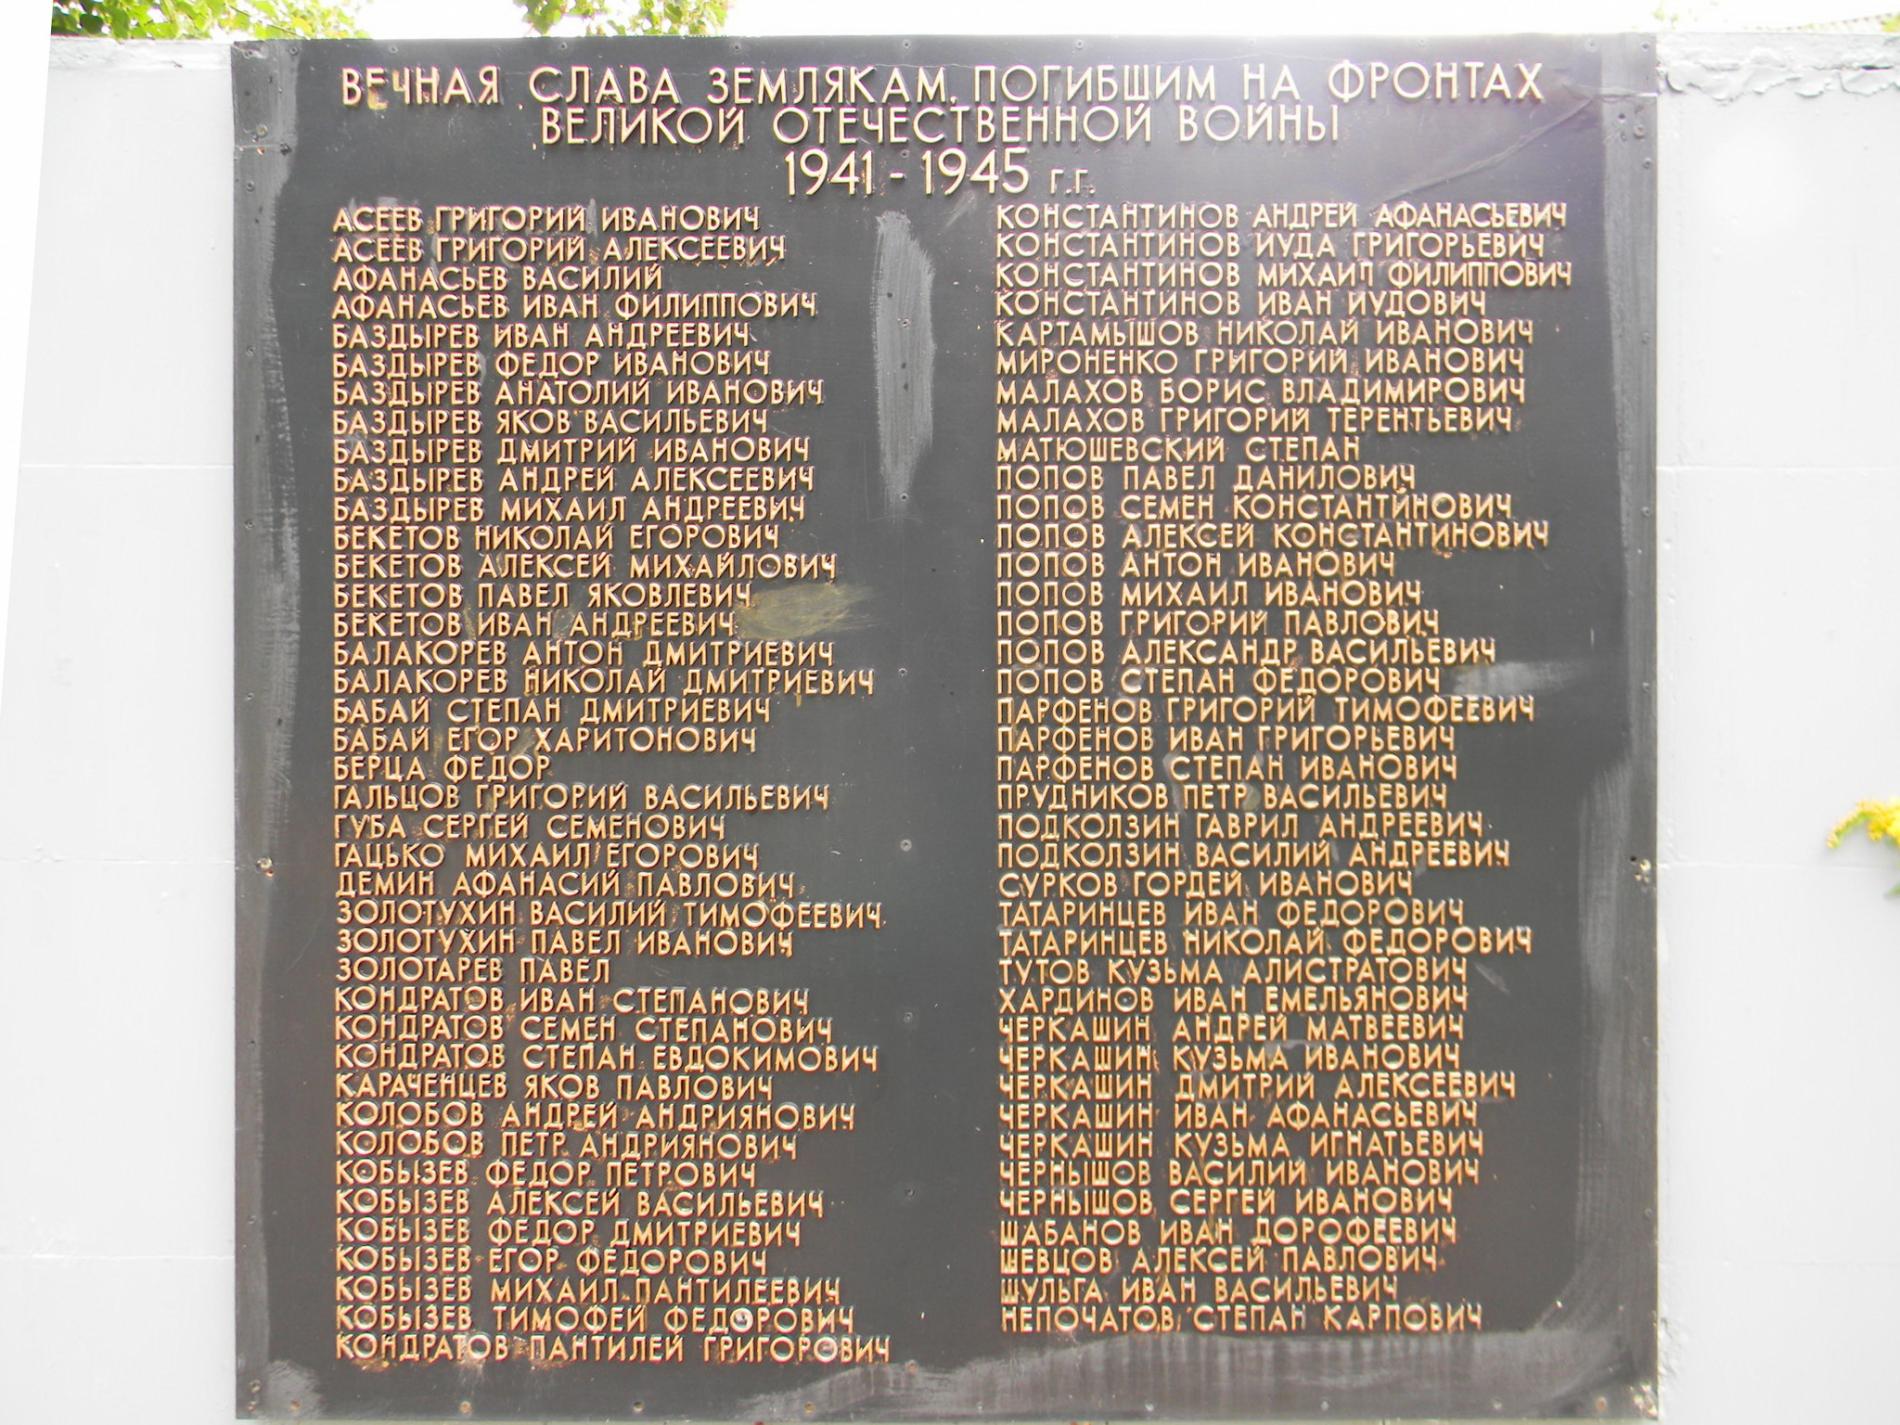 ВЕЧНАЯ СЛАВА ЗЕМЛЯКАМ, ПОГИБШИМ НА ФРОНТАХ
ВЕЛИКОЙ ОТЕЧЕСТВЕННОЙ ВОЙНЫ
1941 - 1945 г.г.
АСЕЕВ ГРИГОРИЙ ИВАНОВИЧ
АСЕЕВ ГРИГОРИЙ АЛЕКСЕЕВИЧ
АФАНАСЬЕВ ВАСИЛИЙ
АФАНАСЬЕВ ИВАН ФИЛИППОВИЧ
БАЗДЫРЕВ ИВАН АНДРЕЕВИЧ
БАЗДЫРЕВ ФЕДОР ИВАНОВИЧ
БАЗДЫРЕВ АНАТОЛИЙ ИВАНОВИЧ
БАЗДЫРЕВ ЯКОВ ВАСИЛЬЕВИЧ
БАЗДЫРЕВ ДМИТРИЙ ИВАНОВИЧ
БАЗДЫРЕВ АНДРЕЙ АЛЕКСЕЕВИЧ
БАЗДЫРЕВ МИХАИЛ АНДРЕЕВИЧ
БЕКЕТОВ НИКОЛАЙ ЕГОРОВИЧ
БЕКЕТОВ АЛЕКСЕЙ МИХАЙЛОВИЧ
БЕКЕТОВ ПАВЕЛ ЯКОВЛЕВИЧ
БЕКЕТОВ ИВАН АНДРЕЕВИЧ
БАЛАКОРЕВ АНТОН ДМИТРИЕВИЧ
БАЛАКОРЕВ НИКОЛАЙ ДМИТРИЕВИЧ
БАБАЙ СТЕПАН ДМИТРИЕВИЧ
БАБАЙ ЕГОР ХАРИТОНОВИЧ
БЕРЦА ФЕДОР
ГАЛЬЦОВ ГРИГОРИЙ ВАСИЛЬЕВИЧ
ГУБА СЕРГЕЙ СЕМЕНОВИЧ
ГАЦЬКО МИХАИЛ ЕГОРОВИЧ
ДЕМИН АФАНАСИЙ ПАВЛОВИЧ
ЗОЛОТУХИН ВАСИЛИЙ ТИМОФЕЕВИЧ
ЗОЛОТУХИН ПАВЕЛ ИВАНОВИЧ
ЗОЛОТАРЕВ ПАВЕЛ
КОНДРАТОВ ИВАН СТЕПАНОВИЧ
КОНДРАТОВ СЕМЕН СТЕПАНОВИЧ
КОНДРАТОВ СТЕПАН ЕВДОКИМОВИЧ
КАРАЧЕНЦЕВ ЯКОВ ПАВЛОВИЧ
КОЛОБОВ АНДРЕЙ АНДРИЯНОВИЧ
КОЛОБОВ ПЕТР АНДРИЯНОВИЧ
КОБЫЗЕВ ФЕДОР ПЕТРОВИЧ
КОБЫЗЕВ АЛЕКСЕЙ ВАСИЛЬЕВИЧ
КОБЫЗЕВ ФЕДОР ДМИТРИЕВИЧ
КОБЫЗЕВ ЕГОР ФЕДОРОВИЧ
КОБЫЗЕВ МИХАИЛ ПАНТИЛЕЕВИЧ
КОБЫЗЕВ ТИМОФЕЙ ФЕДОРОВИЧ
КОНДРАТОВ ПАНТИЛЕЙ ГРИГОРОВИЧ
КОНСТАНТИНОВ АНДРЕЙ АФАНАСЬЕВИЧ
КОНСТАНТИНОВ ИУДА ГРИГОРЬЕВИЧ
КОНСТАНТИНОВ МИХАИЛ ФИЛИППОВИЧ
КОНСТАНТИНОВ ИВАН ИУДОВИЧ
КАРТАМЫШОВ НИКОЛАЙ ИВАНОВИЧ
МИРОНЕНКО ГРИГОРИЙ ИВАНОВИЧ
МАЛАХОВ БОРИС ВЛАДИМИРОВИЧ
МАЛАХОВ ГРИГОРИЙ ТЕРЕНТЬЕВИЧ
МАТЮШЕВСКИЙ СТЕПАН
ПОПОВ ПАВЕЛ ДАНИЛОВИЧ
ПОПОВ СЕМЕН КОНСТАНТИНОВИЧ
ПОПОВ АЛЕКСЕЙ КОНСТАНТИНОВИЧ
ПОПОВ АНТОН ИВАНОВИЧ
ПОПОВ МИХАИЛ ИВАНОВИЧ
ПОПОВ ГРИГОРИЙ ПАВЛОВИЧ
ПОПОВ АЛЕКСАНДР ВАСИЛЬЕВИЧ
ПОПОВ СТЕПАН ФЕДОРОВИЧ
ПАРФЕНОВ ГРИГОРИЙ ТИМОФЕЕВИЧ
ПАРФЕНОВ ИВАН ГРИГОРЬЕВИЧ
ПАРФЕНОВ СТЕПАН ИВАНОВИЧ
ПРУДНИКОВ ПЕТР ВАСИЛЬЕВИЧ
ПОДКОЛЗИН ГАВРИЛ АНДРЕЕВИЧ
ПОДКОЛЗИН ВАСИЛИЙ АНДРЕЕВИЧ
СУРКОВ ГОРДЕЙ ИВАНОВИЧ
ТАТАРИНЦЕВ ИВАН ФЕДОРОВИЧ
ТАТАРИНЦЕВ НИКОЛАЙ ФЕДОРОВИЧ
ТУТОВ КУЗЬМА АЛИСТРАТОВИЧ
ХАРДИНОВ ИВАН ЕМЕЛЬЯНОВИЧ
ЧЕРКАШИН АНДРЕЙ МАТВЕЕВИЧ
ЧЕРКАШИН КУЗЬМА ИВАНОВИЧ
ЧЕРКАШИН ДМИТРИЙ АЛЕКСЕЕВИЧ
ЧЕРКАШИН ИВАН АФАНАСЬЕВИЧ
ЧЕРКАШИН КУЗЬМА ИГНАТЬЕВИЧ
ЧЕРНЫШОВ ВАСИЛИЙ ИВАНОВИЧ
ЧЕРНЫШОВ СЕРГЕЙ ИВАНОВИЧ
ШАБАНОВ ИВАН ДОРОФЕЕВИЧ
ШЕВЦОВ АЛЕКСЕЙ ПАВЛОВИЧ
ШУЛЬГА ИВАН ВАСИЛЬЕВИЧ
НЕПОЧАТОВ СТЕПАН КАРПОВИЧ